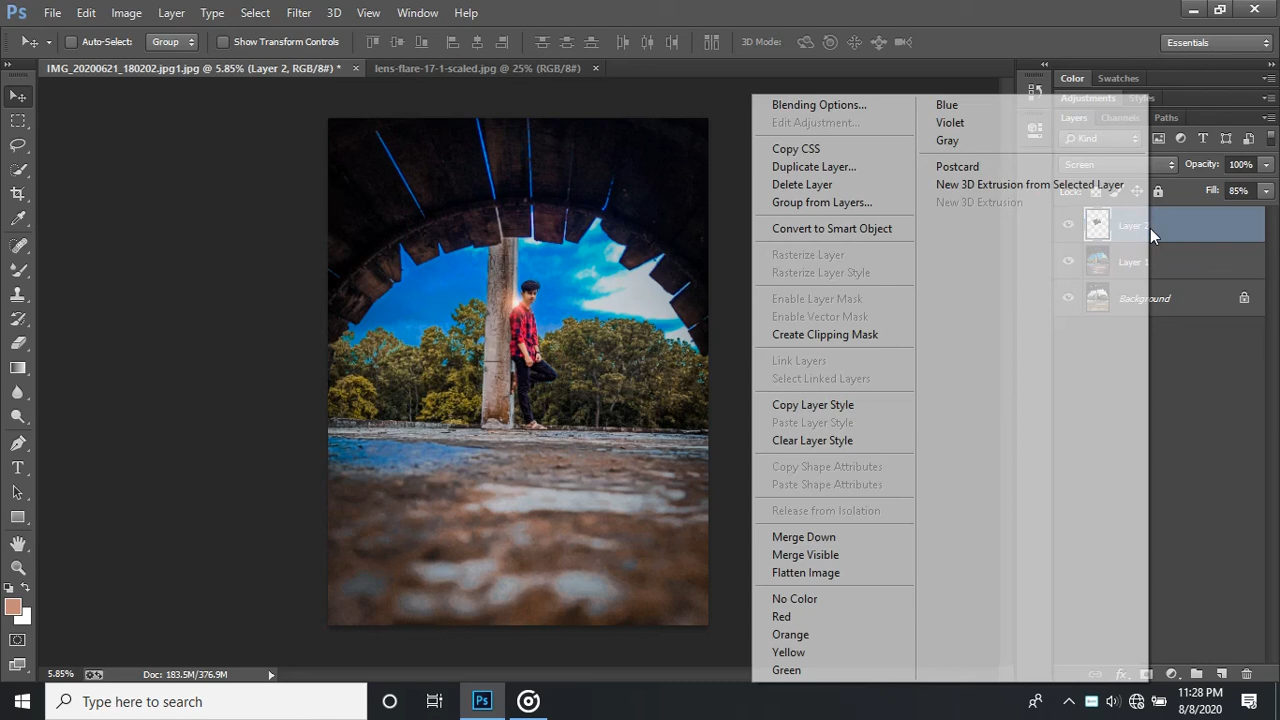 Ps File Edit Image Layer Type Select Filter 3D View Window Help
Auto-Select: Group Show Transform Controls 3D Mode: Essentials
IMG_20200621_180202.jpg1.jpg @ 5.85% (Layer 2, RGB/8#) * × lens-flare-17-1-scaled.jpg @ 25% (RGB/8#) ×
Color Swatches
Adjustments Styles
Layers Channels Paths
Kind
Screen Opacity: 100%
Lock: Fill: 85%
Layer 2
Layer 1
Background
Blending Options...
Edit Adjustment...
Copy CSS
Duplicate Layer...
Delete Layer
Group from Layers...
Convert to Smart Object
Rasterize Layer
Rasterize Layer Style
Enable Layer Mask
Enable Vector Mask
Create Clipping Mask
Link Layers
Select Linked Layers
Copy Layer Style
Paste Layer Style
Clear Layer Style
Copy Shape Attributes
Paste Shape Attributes
Release from Isolation
Merge Down
Merge Visible
Flatten Image
No Color
Red
Orange
Yellow
Green
Blue
Violet
Gray
Postcard
New 3D Extrusion from Selected Layer
New 3D Extrusion
5.85% Doc: 183.5M/376.9M
Type here to search
Ps
11:28 PM
8/8/2020